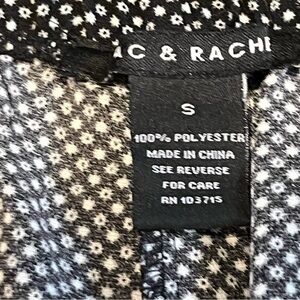 C & RACH
S
100% POLYESTER
MADE IN CHINA
SEE REVERSE
FOR CARE
RN 103715